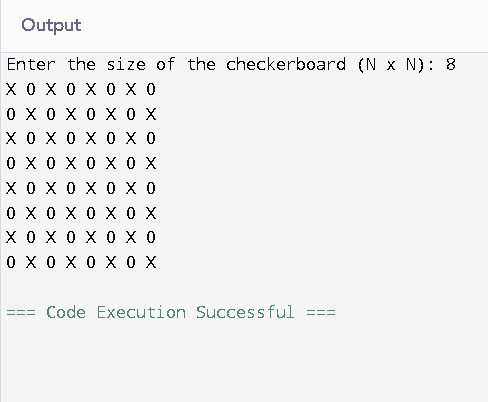 Output
Enter the size of the checkerboard (N x N): 8
X O X O X O X O
O X O X O X O X
X O X O X O X O
O X O X O X O X
X O X O X O X O
O X O X O X O X
X O X O X O X O
O X O X O X O X
=== Code Execution Successful ===